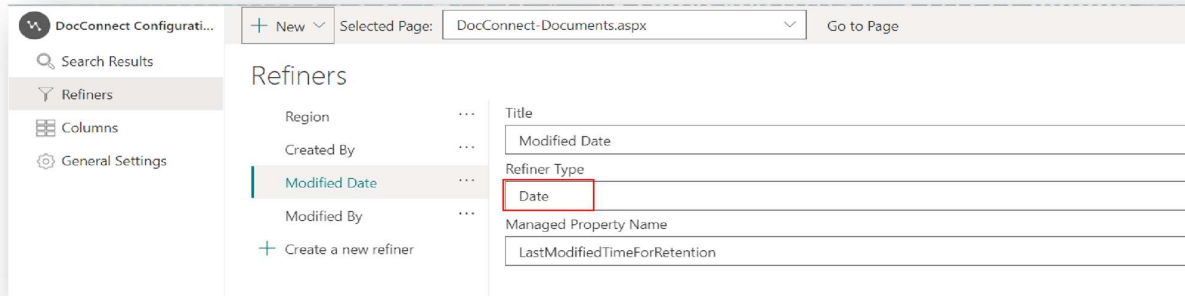 DocConnect Configurati...
New
Selected Page:
DocConnect-Documents.aspx
Go to Page
Search Results
Refiners
Columns
General Settings
Refiners
Region ...
Created By ...
Modified Date ...
Modified By ...
Create a new refiner
Title
Modified Date
Refiner Type
Date
Managed Property Name
LastModifiedTimeForRetention